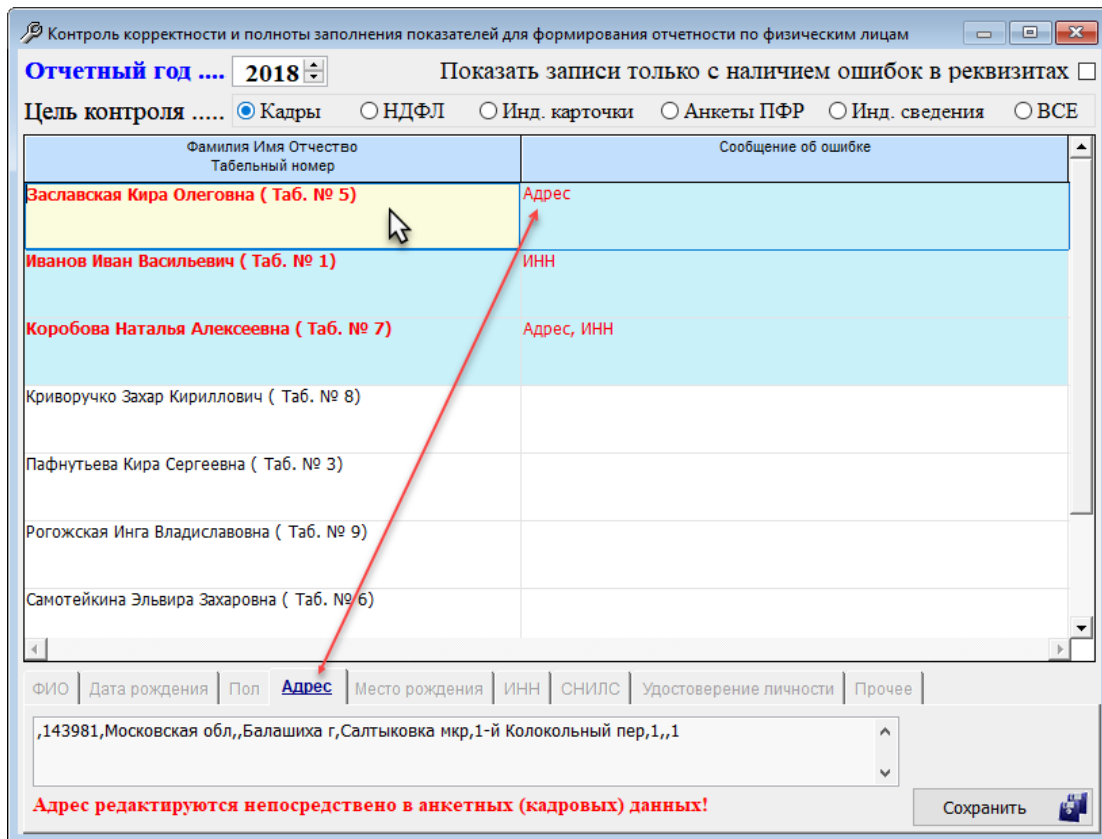 Контроль корректности и полноты заполнения показателей для формирования отчетности по физическим лицам
Отчетный год .... 2018 Показать записи только с наличием ошибок в реквизитах
Цель контроля ..... Кадры НДФЛ Инд. карточки Анкеты ПФР Инд. сведения ВСЕ
Фамилия Имя Отчество Сообщение об ошибке
Табельный номер
Заславская Кира Олеговна ( Таб. № 5) Адрес
Иванов Иван Васильевич ( Таб. № 1) ИНН
Коробова Наталья Алексеевна ( Таб. № 7) Адрес, ИНН
Криворучко Захар Кириллович ( Таб. № 8)
Пафнутьева Кира Сергеевна ( Таб. № 3)
Рогожская Инга Владиславовна ( Таб. № 9)
Самотейкина Эльвира Захаровна ( Таб. № 6)
ФИО Дата рождения Пол Адрес Место рождения ИНН СНИЛС Удостоверение личности Прочее
,143981,Московская обл,,Балашиха г,Салтыковка мкр,1-й Колокольный пер,1,,1
Адрес редактируются непосредствено в анкетных (кадровых) данных!
Сохранить